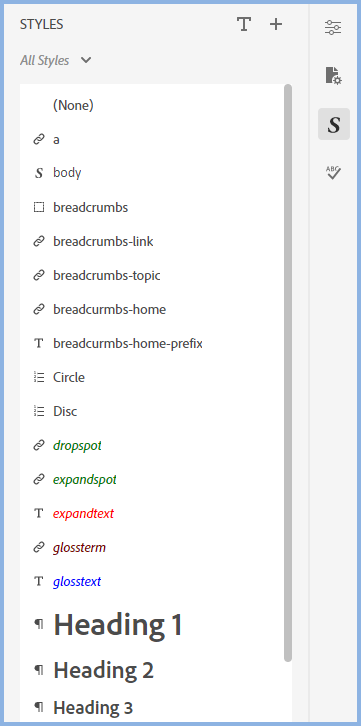 STYLES
All Styles
(None)
a
body
breadcrumbs
breadcrumbs-link
breadcrumbs-topic
breadcurmbs-home
breadcurmbs-home-prefix
Circle
Disc
dropspot
expandspot
expandtext
glossterm
glosstext
Heading 1
Heading 2
Heading 3
ABC